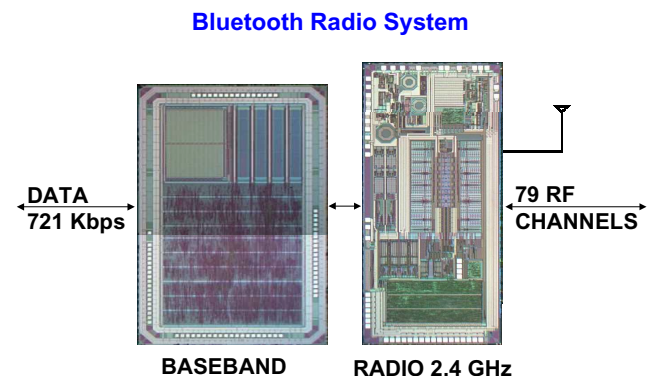 Bluetooth Radio System
DATA
721 Kbps
79 RF
CHANNELS
BASEBAND
RADIO 2.4 GHz